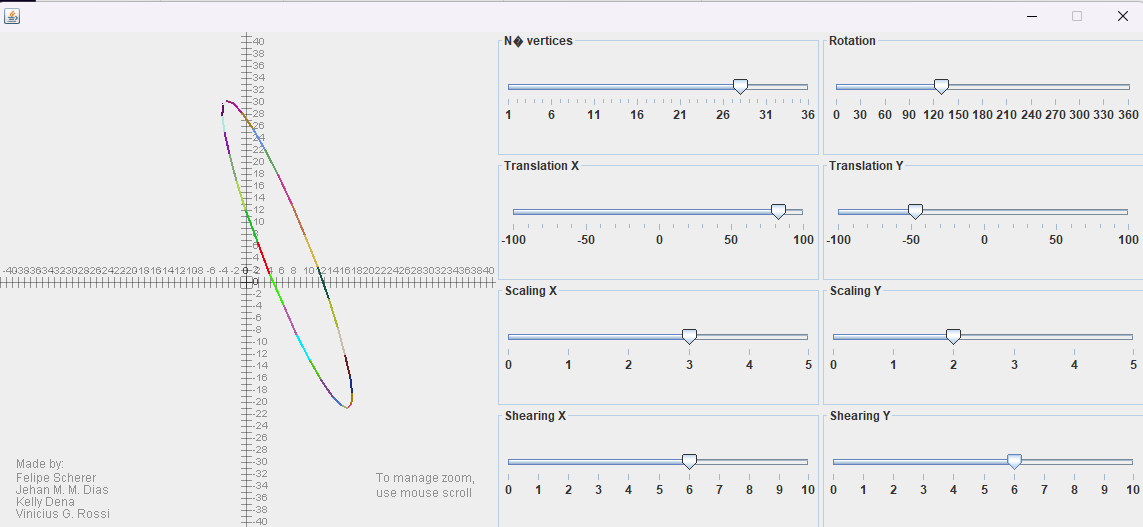 N� vertices
1 6 11 16 21 26 31 36
Rotation
0 30 60 90 120 150 180 210 240 270 300 330 360
Translation X
-100 -50 0 50 100
Translation Y
-100 -50 0 50 100
Scaling X
0 1 2 3 4 5
Scaling Y
0 1 2 3 4 5
Shearing X
0 1 2 3 4 5 6 7 8 9 10
Shearing Y
0 1 2 3 4 5 6 7 8 9 10
40
38
36
34
32
30
28
26
24
22
20
18
16
14
12
10
8
6
4
2
0
-2
-4
-6
-8
-10
-12
-14
-16
-18
-20
-22
-24
-26
-28
-30
-32
-34
-36
-38
-40
-6 -4 -2 0 2 4 6 8 10 12 14 16 18 20 22 24 26 28 30 32 34 36 38 40
Made by:
Felipe Scherer
Jehan M. M. Dias
Kelly Dena
Vinicius G. Rossi
To manage zoom,
use mouse scroll